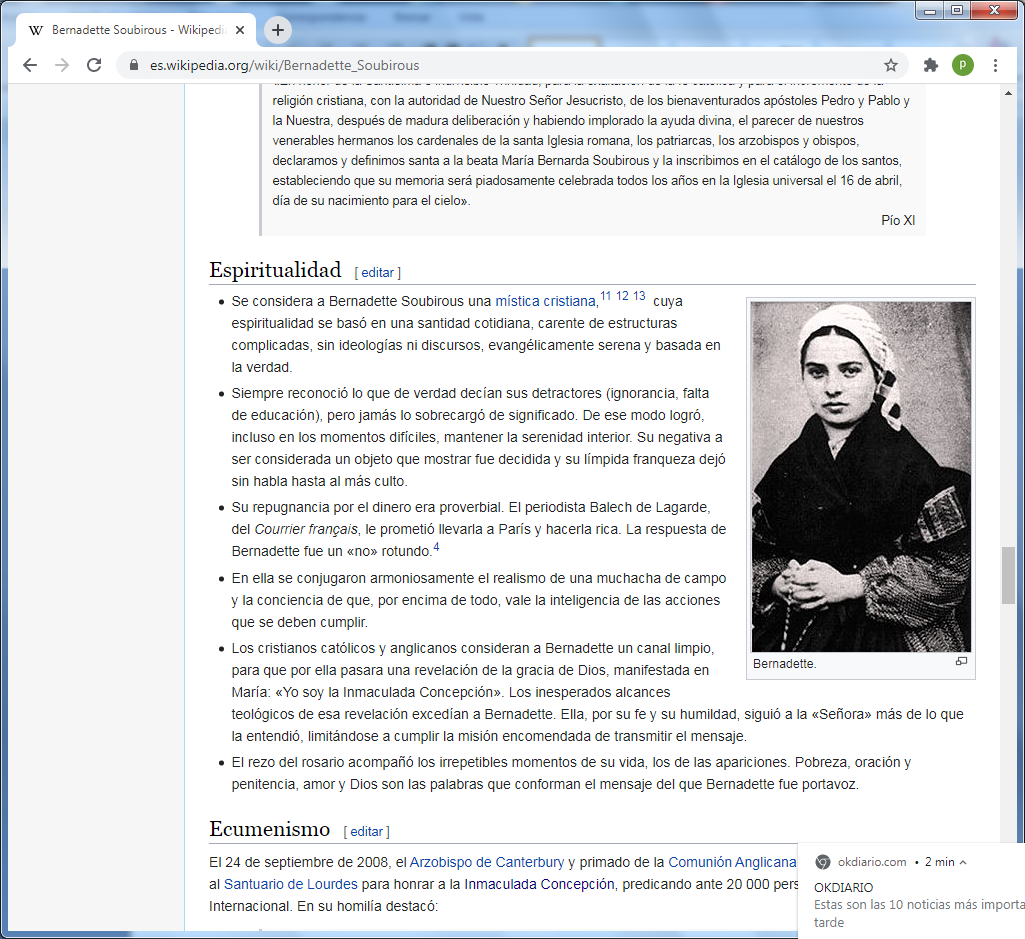 Bernadette Soubirous - Wikipedi
es.wikipedia.org/wiki/Bernadette_Soubirous
P
religión cristiana, con la autoridad de Nuestro Señor Jesucristo, de los bienaventurados apóstoles Pedro y Pablo y
la Nuestra, después de madura deliberación y habiendo implorado la ayuda divina, el parecer de nuestros
venerables hermanos los cardenales de la santa Iglesia romana, los patriarcas, los arzobispos y obispos,
declaramos y definimos santa a la beata María Bernarda Soubirous y la inscribimos en el catálogo de los santos,
estableciendo que su memoria será piadosamente celebrada todos los años en la Iglesia universal el 16 de abril,
día de su nacimiento para el cielo».
Pío XI
Espiritualidad [ editar ]
Se considera a Bernadette Soubirous una mística cristiana,11 12 13 cuya
espiritualidad se basó en una santidad cotidiana, carente de estructuras
complicadas, sin ideologías ni discursos, evangélicamente serena y basada en
la verdad.
Siempre reconoció lo que de verdad decían sus detractores (ignorancia, falta
de educación), pero jamás lo sobrecargó de significado. De ese modo logró,
incluso en los momentos difíciles, mantener la serenidad interior. Su negativa a
ser considerada un objeto que mostrar fue decidida y su límpida franqueza dejó
sin habla hasta al más culto.
Su repugnancia por el dinero era proverbial. El periodista Balech de Lagarde,
del Courrier français, le prometió llevarla a París y hacerla rica. La respuesta de
Bernadette fue un «no» rotundo.4
En ella se conjugaron armoniosamente el realismo de una muchacha de campo
y la conciencia de que, por encima de todo, vale la inteligencia de las acciones
que se deben cumplir.
Los cristianos católicos y anglicanos consideran a Bernadette un canal limpio,
para que por ella pasara una revelación de la gracia de Dios, manifestada en
María: «Yo soy la Inmaculada Concepción». Los inesperados alcances
teológicos de esa revelación excedían a Bernadette. Ella, por su fe y su humildad, siguió a la «Señora» más de lo que
la entendió, limitándose a cumplir la misión encomendada de transmitir el mensaje.
El rezo del rosario acompañó los irrepetibles momentos de su vida, los de las apariciones. Pobreza, oración y
penitencia, amor y Dios son las palabras que conforman el mensaje del que Bernadette fue portavoz.
Bernadette.
Ecumenismo [ editar ]
El 24 de septiembre de 2008, el Arzobispo de Canterbury y primado de la Comunión Anglicana
al Santuario de Lourdes para honrar a la Inmaculada Concepción, predicando ante 20 000 pers
Internacional. En su homilía destacó:
okdiario.com • 2 min
OKDIARIO
Estas son las 10 noticias más importa
tarde